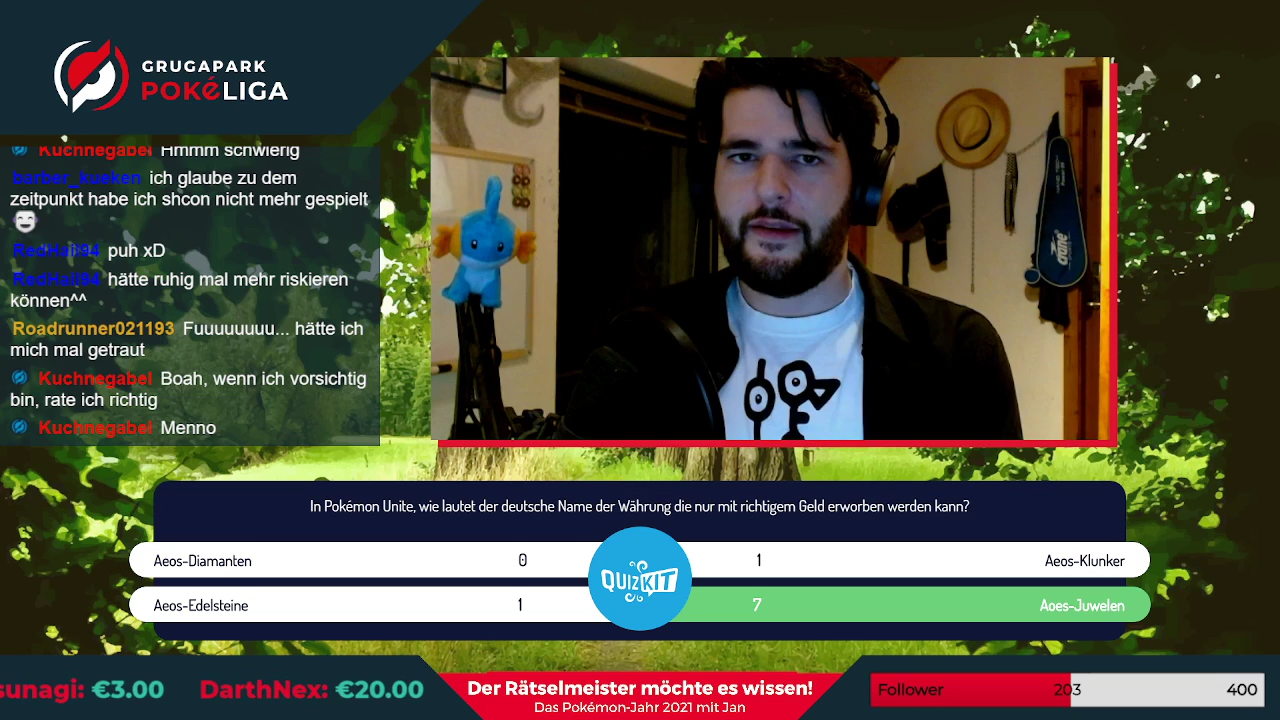 GRUGAPARK
POKéLIGA
Kuchnegabel Hmmm schwierig
barber_kueken ich glaube zu dem
zeitpunkt habe ich shcon nicht mehr gespielt
RedHail94 puh xD
RedHail94 hätte ruhig mal mehr riskieren
können^^
Roadrunner021193 Fuuuuuuuu... hätte ich
mich mal getraut
Kuchnegabel Boah, wenn ich vorsichtig
bin, rate ich richtig
Kuchnegabel Menno
In Pokémon Unite, wie lautet der deutsche Name der Währung die nur mit richtigem Geld erworben werden kann?
Aeos-Diamanten 0 1 Aeos-Klunker
QUIZKIT
Aeos-Edelsteine 1 7 Aoes-Juwelen
sunagi: €3.00 DarthNex: €20.00
Der Rätselmeister möchte es wissen!
Das Pokémon-Jahr 2021 mit Jan
Follower 203 400